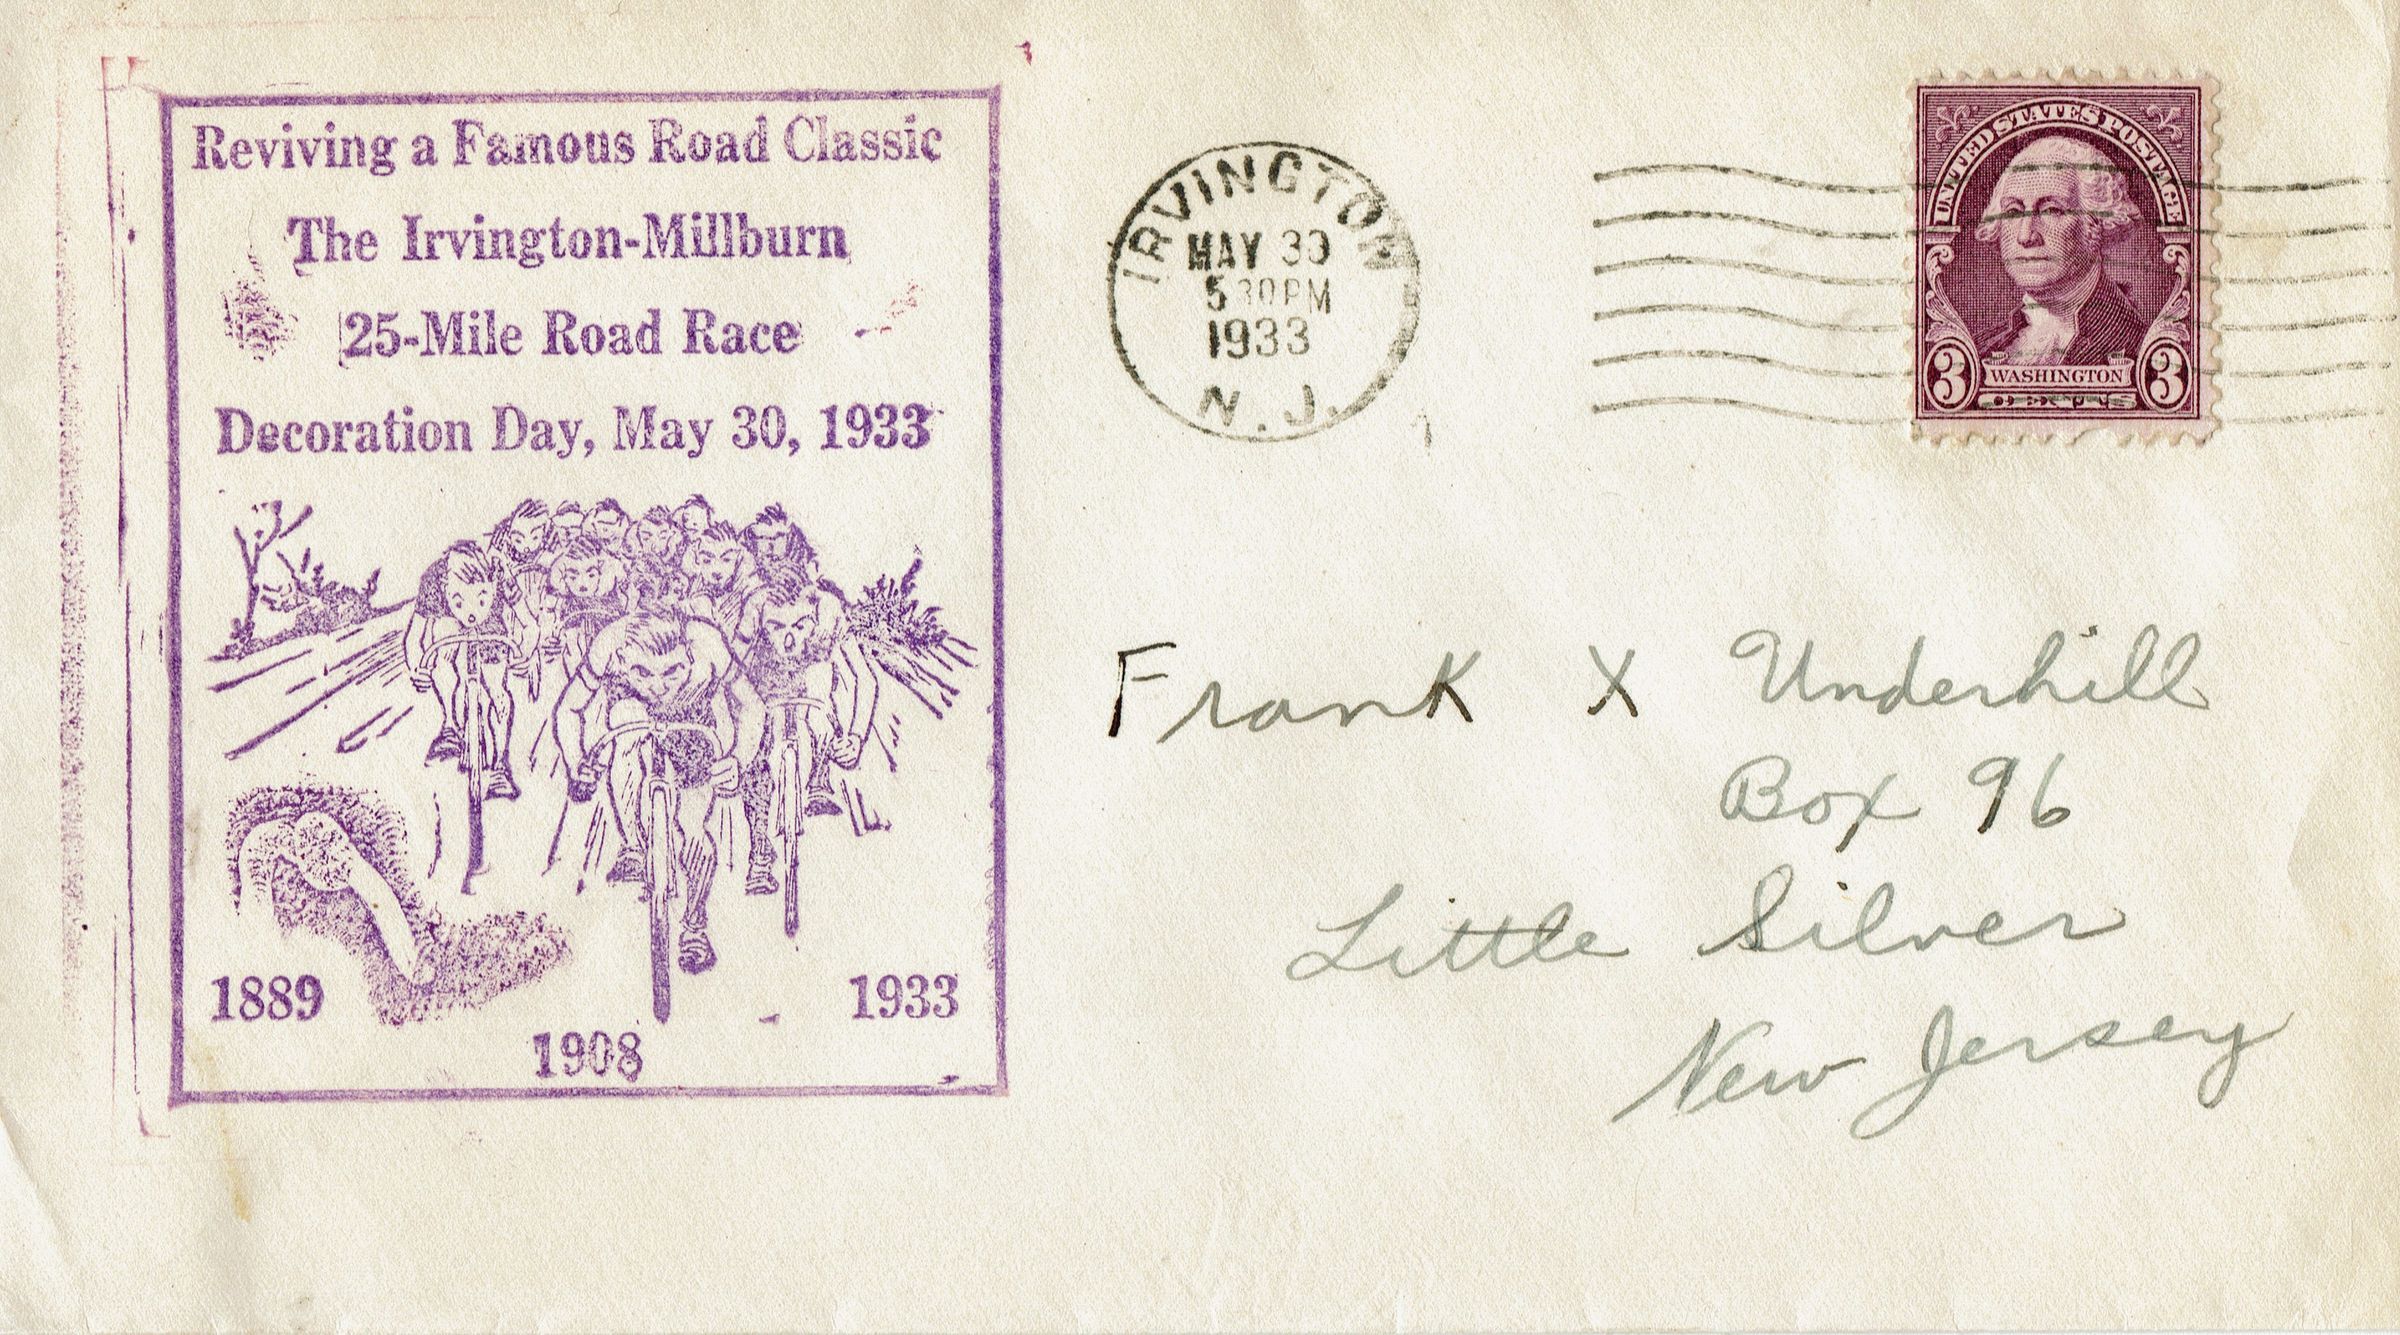 Reviving a Famous Road Classic
The Irvington-Millburn
25-Mile Road Race
Decoration Day, May 30, 1933
1889
1933
1908
IRVINGTON
MAY 30
5 30 PM
1933
N.J.
UNITED STATES POSTAGE
3 WASHINGTON 3
Frank X Underhill
Box 96
Little Silver
New Jersey